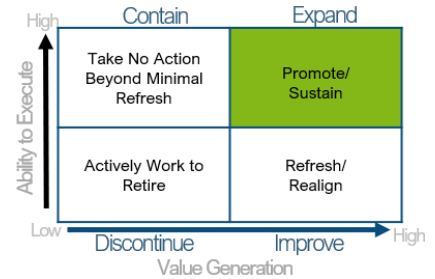 Contain
Expand
High
Take No Action
Beyond Minimal
Refresh
Promote/
Sustain
Ability to Execute
Actively Work to
Retire
Refresh/
Realign
Low
High
Discontinue
Improve
Value Generation